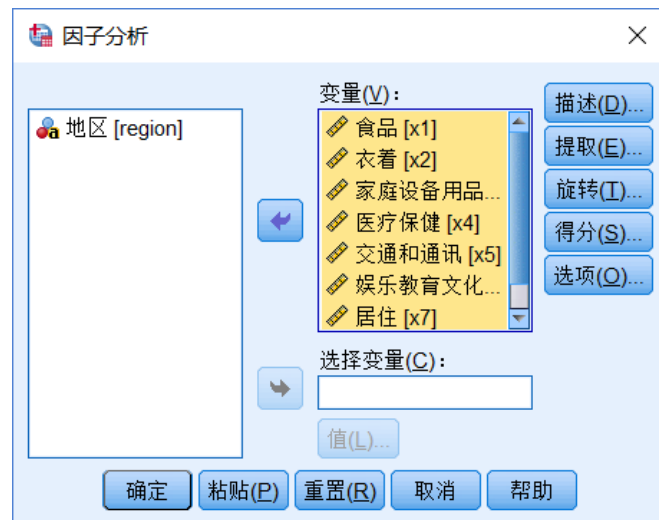 因子分析
地区 [region]
变量(V)：
食品 [x1]
衣着 [x2]
家庭设备用品...
医疗保健 [x4]
交通和通讯 [x5]
娱乐教育文化...
居住 [x7]
选择变量(C)：
值(L)...
描述(D)...
提取(E)...
旋转(T)...
得分(S)...
选项(O)...
确定
粘贴(P)
重置(R)
取消
帮助